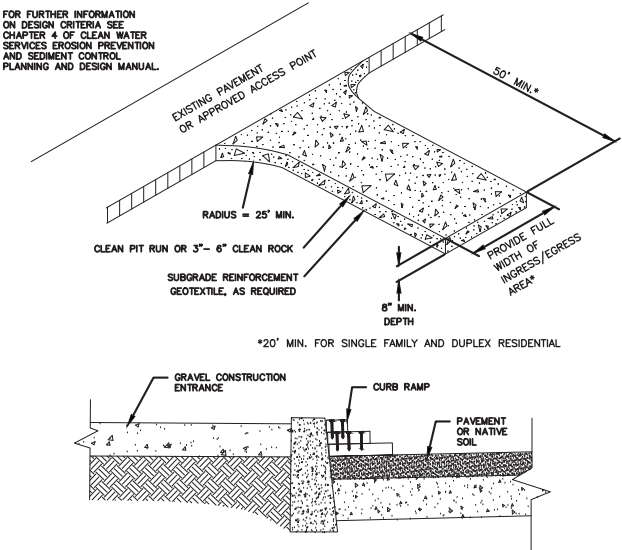 FOR FURTHER INFORMATION
ON DESIGN CRITERIA SEE
CHAPTER 4 OF CLEAN WATER
SERVICES EROSION PREVENTION
AND SEDIMENT CONTROL
PLANNING AND DESIGN MANUAL.
EXISTING PAVEMENT
OR APPROVED ACCESS POINT
50' MIN.*
RADIUS = 25' MIN.
CLEAN PIT RUN OR 3"- 6" CLEAN ROCK
SUBGRADE REINFORCEMENT
GEOTEXTILE, AS REQUIRED
PROVIDE FULL
WIDTH OF
INGRESS/EGRESS
AREA*
8" MIN.
DEPTH
*20' MIN. FOR SINGLE FAMILY AND DUPLEX RESIDENTIAL
GRAVEL CONSTRUCTION
ENTRANCE
CURB RAMP
PAVEMENT
OR NATIVE
SOIL